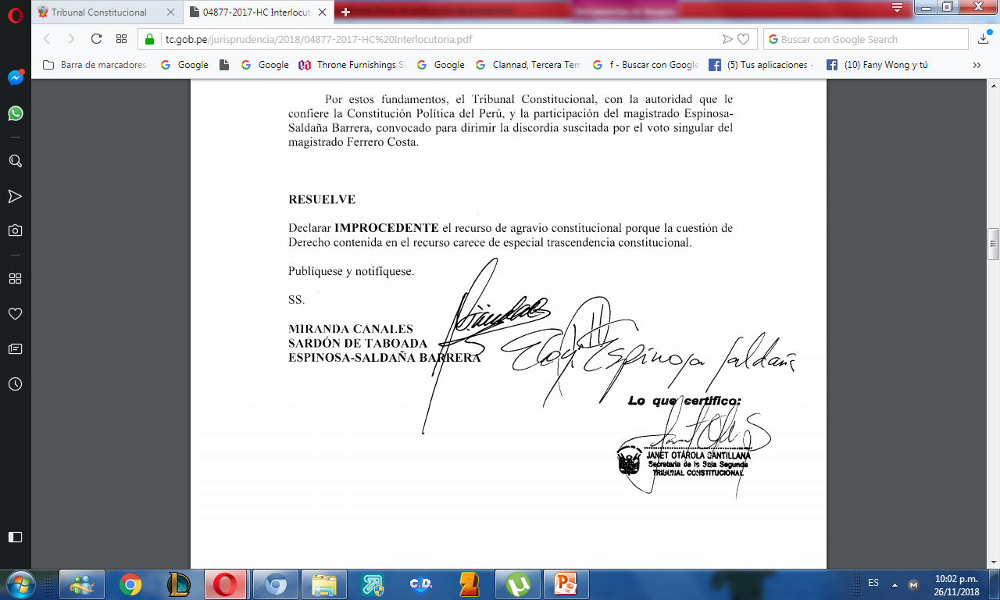 Tribunal Constitucional
04877-2017-HC Interlocuto
tc.gob.pe/jurisprudencia/2018/04877-2017-HC%20Interlocutoria.pdf
Buscar con Google Search
Barra de marcadores
Google
Google
Throne Furnishings S
Google
Clannad, Tercera Tem
f - Buscar con Google
(5) Tus aplicaciones -
(10) Fany Wong y tú
Por estos fundamentos, el Tribunal Constitucional, con la autoridad que le
confiere la Constitución Política del Perú, y la participación del magistrado Espinosa-
Saldaña Barrera, convocado para dirimir la discordia suscitada por el voto singular del
magistrado Ferrero Costa.
RESUELVE
Declarar IMPROCEDENTE el recurso de agravio constitucional porque la cuestión de
Derecho contenida en el recurso carece de especial trascendencia constitucional.
Publíquese y notifíquese.
SS.
MIRANDA CANALES
SARDÓN DE TABOADA
ESPINOSA-SALDAÑA BARRERA
Eloy Espinosa Saldaña
Lo que certifico:
JANET OTÁROLA SANTILLANA
Secretaria de la Sala Segunda
TRIBUNAL CONSTITUCIONAL
C.D.
ES
10:02 p.m.
26/11/2018